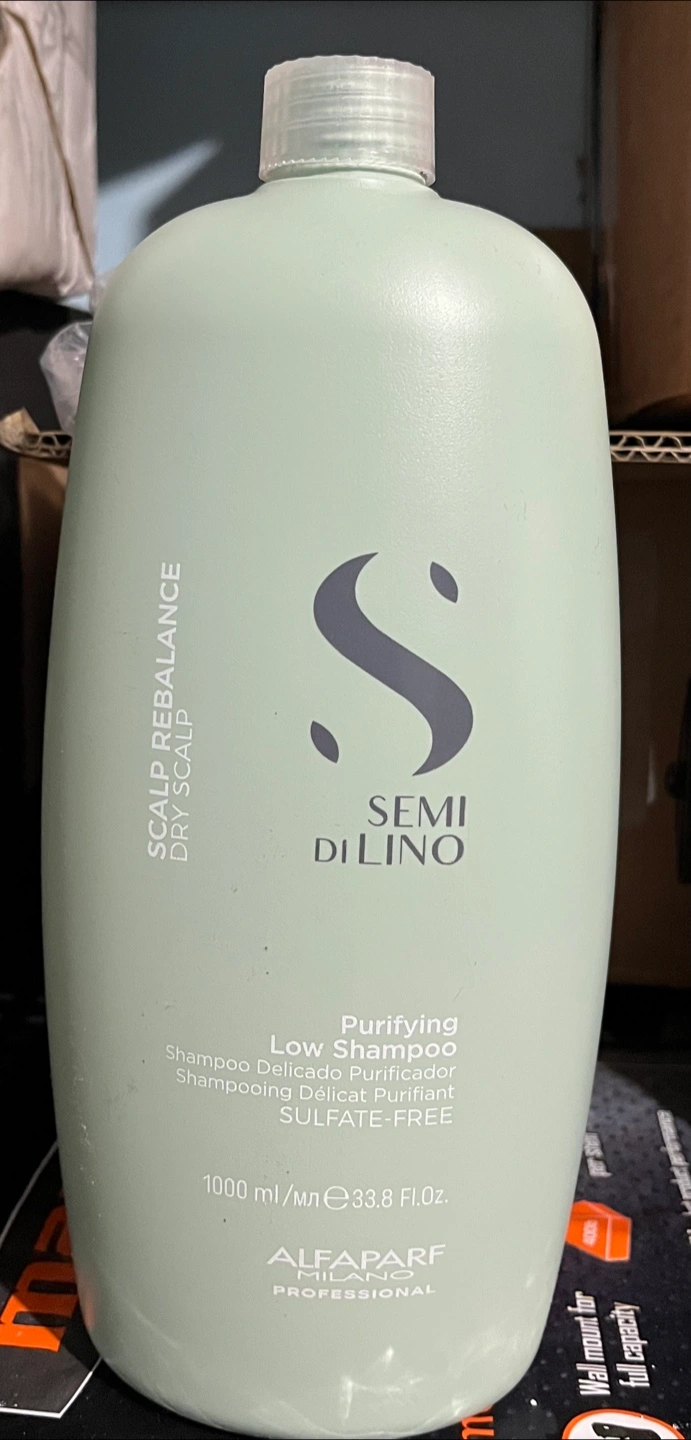 SCALP REBALANCE
DRY SCALP
SEMI
DI LINO
Purifying
Low Shampoo
Shampoo Delicado Purificador
Shampooing Délicat Purifiant
SULFATE-FREE
1000 ml/мл℮33.8 Fl.Oz.
ALFAPARF
MILANO
PROFESSIONAL
Wall mount for
full capacity